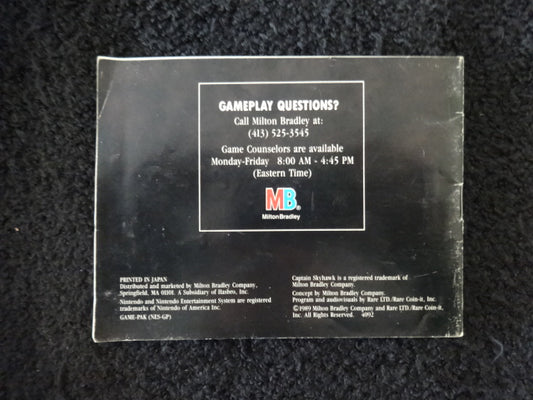 GAMEPLAY QUESTIONS?
Call Milton Bradley at:
(413) 525-3545
Game Counselors are available
Monday-Friday 8:00 AM - 4:45 PM
(Eastern Time)
MB®
Milton Bradley
PRINTED IN JAPAN
Distributed and marketed by Milton Bradley Company,
Springfield, MA 01101. A Subsidiary of Hasbro, Inc.
Nintendo and Nintendo Entertainment System are registered
trademarks of Nintendo of America Inc.
GAME-PAK (NES-GP)
Captain Skyhawk is a registered trademark of
Milton Bradley Company.
Concept by Milton Bradley Company.
Program and audiovisuals by Rare LTD./Rare Coin-it, Inc.
©1989 Milton Bradley Company and Rare LTD./Rare Coin-it,
Inc. All Rights Reserved. 4092